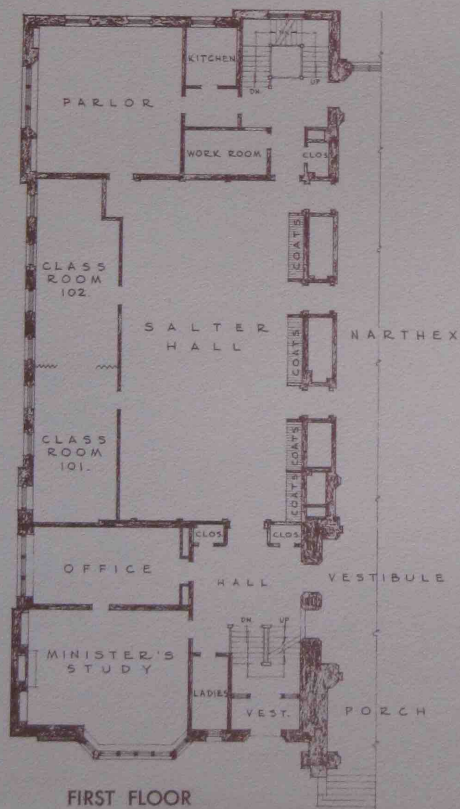 KITCHEN
PARLOR
DN.
UP
WORK ROOM
CLOS.
COATS
CLASS
ROOM
102.
SALTER
HALL
NARTHEX
COATS
CLASS
ROOM
101.
COATS
COATS
CLOS.
CLOS.
OFFICE
HALL
VESTIBULE
DN.
UP
MINISTER'S
STUDY
LADIES
VEST.
PORCH
FIRST FLOOR